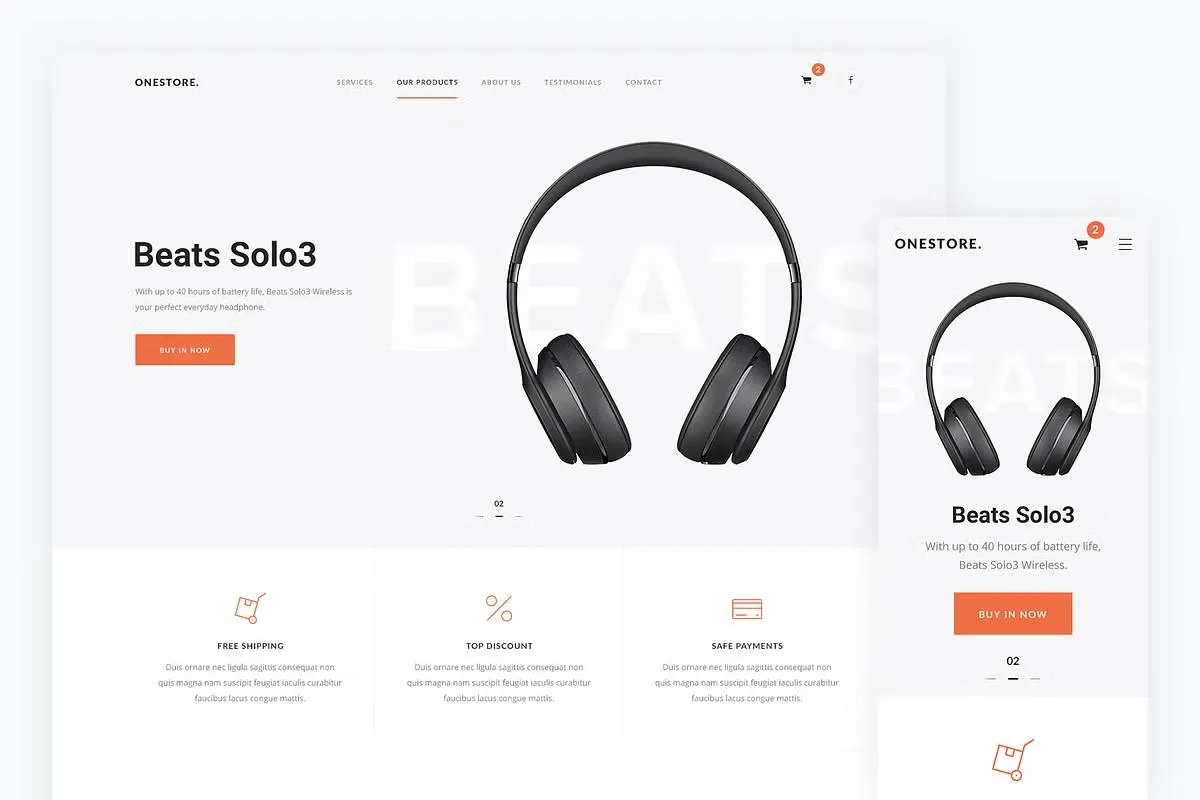 ONESTORE.
SERVICES OUR PRODUCTS ABOUT US TESTIMONIALS CONTACT
2
f
BEATS
Beats Solo3
With up to 40 hours of battery life, Beats Solo3 Wireless is
your perfect everyday headphone.
BUY IN NOW
02
FREE SHIPPING
Duis ornare nec ligula sagittis consequat non
quis magna nam suscipit feugiat iaculis curabitur
faucibus lacus congue mattis.
TOP DISCOUNT
Duis ornare nec ligula sagittis consequat non
quis magna nam suscipit feugiat iaculis curabitur
faucibus lacus congue mattis.
SAFE PAYMENTS
Duis ornare nec ligula sagittis consequat non
quis magna nam suscipit feugiat iaculis curabitur
faucibus lacus congue mattis.
ONESTORE.
2
BEATS
Beats Solo3
With up to 40 hours of battery life,
Beats Solo3 Wireless.
BUY IN NOW
02